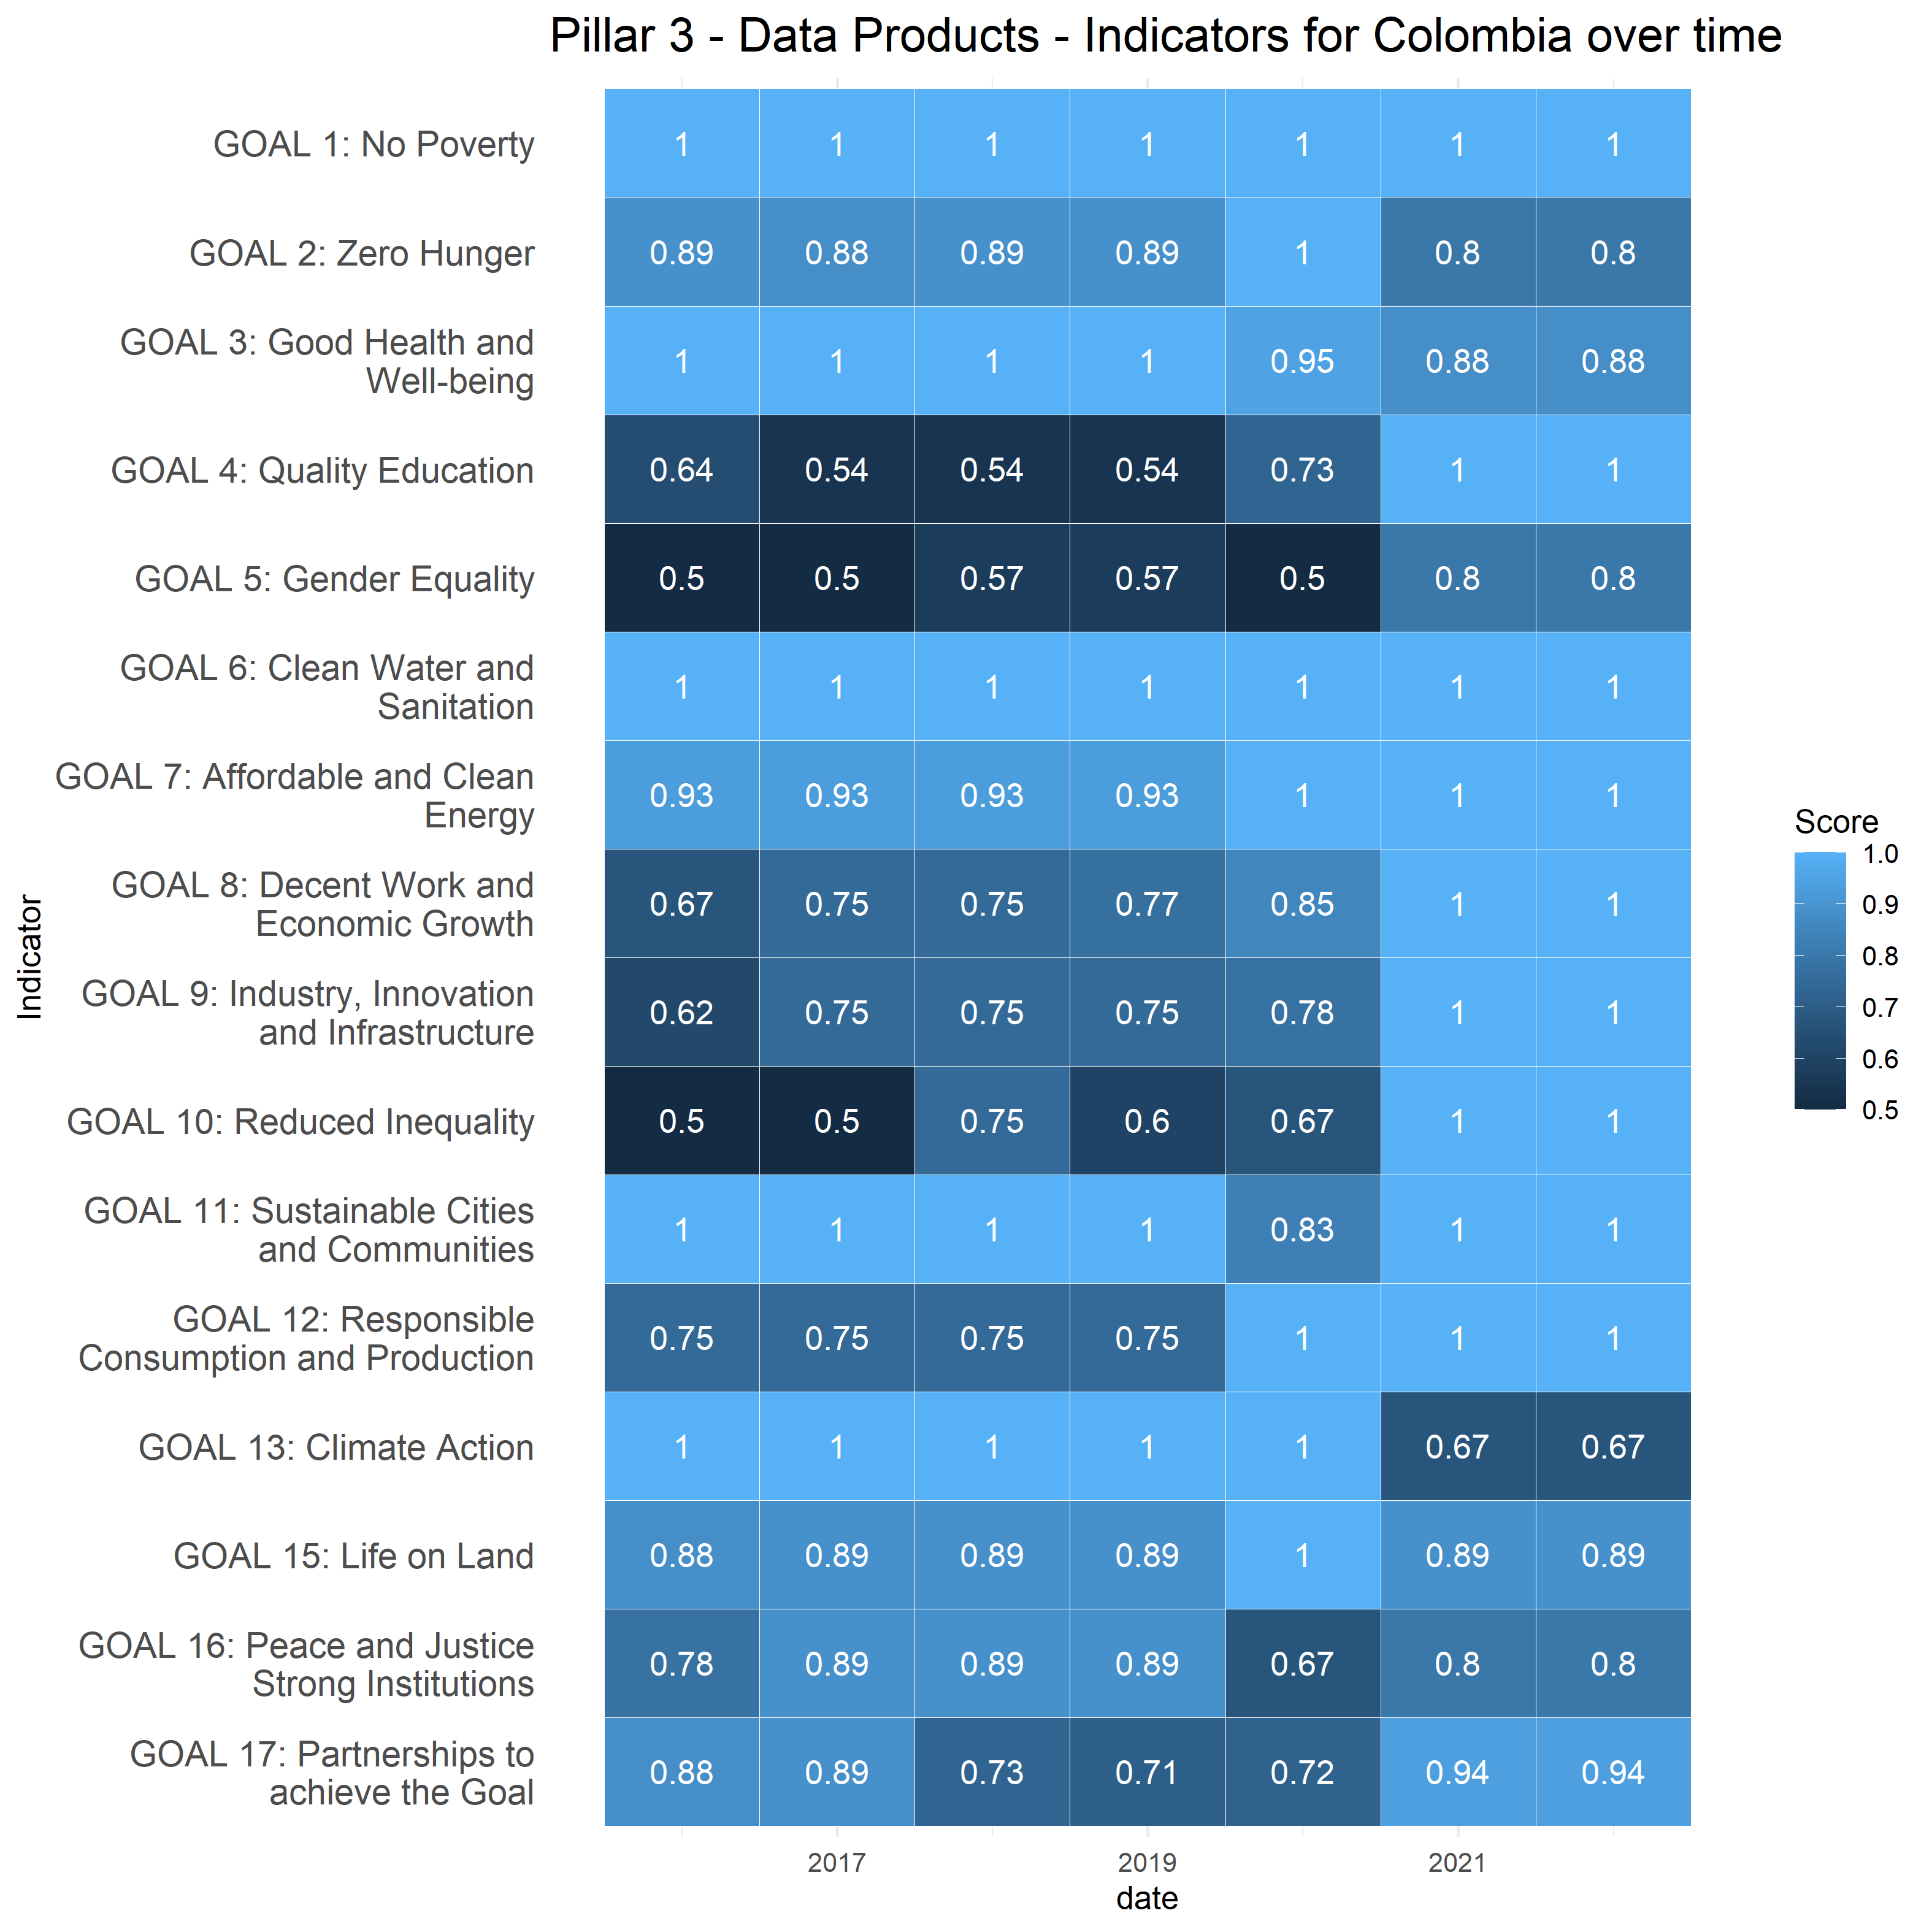 Pillar 3 - Data Products - Indicators for Colombia over time
GOAL 1: No Poverty
1 1 1 1 1 1 1
GOAL 2: Zero Hunger
0.89 0.88 0.89 0.89 1 0.8 0.8
GOAL 3: Good Health and
Well-being
1 1 1 1 0.95 0.88 0.88
GOAL 4: Quality Education
0.64 0.54 0.54 0.54 0.73 1 1
GOAL 5: Gender Equality
0.5 0.5 0.57 0.57 0.5 0.8 0.8
GOAL 6: Clean Water and
Sanitation
1 1 1 1 1 1 1
GOAL 7: Affordable and Clean
Energy
0.93 0.93 0.93 0.93 1 1 1
GOAL 8: Decent Work and
Economic Growth
0.67 0.75 0.75 0.77 0.85 1 1
GOAL 9: Industry, Innovation
and Infrastructure
0.62 0.75 0.75 0.75 0.78 1 1
GOAL 10: Reduced Inequality
0.5 0.5 0.75 0.6 0.67 1 1
GOAL 11: Sustainable Cities
and Communities
1 1 1 1 0.83 1 1
GOAL 12: Responsible
Consumption and Production
0.75 0.75 0.75 0.75 1 1 1
GOAL 13: Climate Action
1 1 1 1 1 0.67 0.67
GOAL 15: Life on Land
0.88 0.89 0.89 0.89 1 0.89 0.89
GOAL 16: Peace and Justice
Strong Institutions
0.78 0.89 0.89 0.89 0.67 0.8 0.8
GOAL 17: Partnerships to
achieve the Goal
0.88 0.89 0.73 0.71 0.72 0.94 0.94
2017 2019 2021
date
Indicator
Score
1.0
0.9
0.8
0.7
0.6
0.5